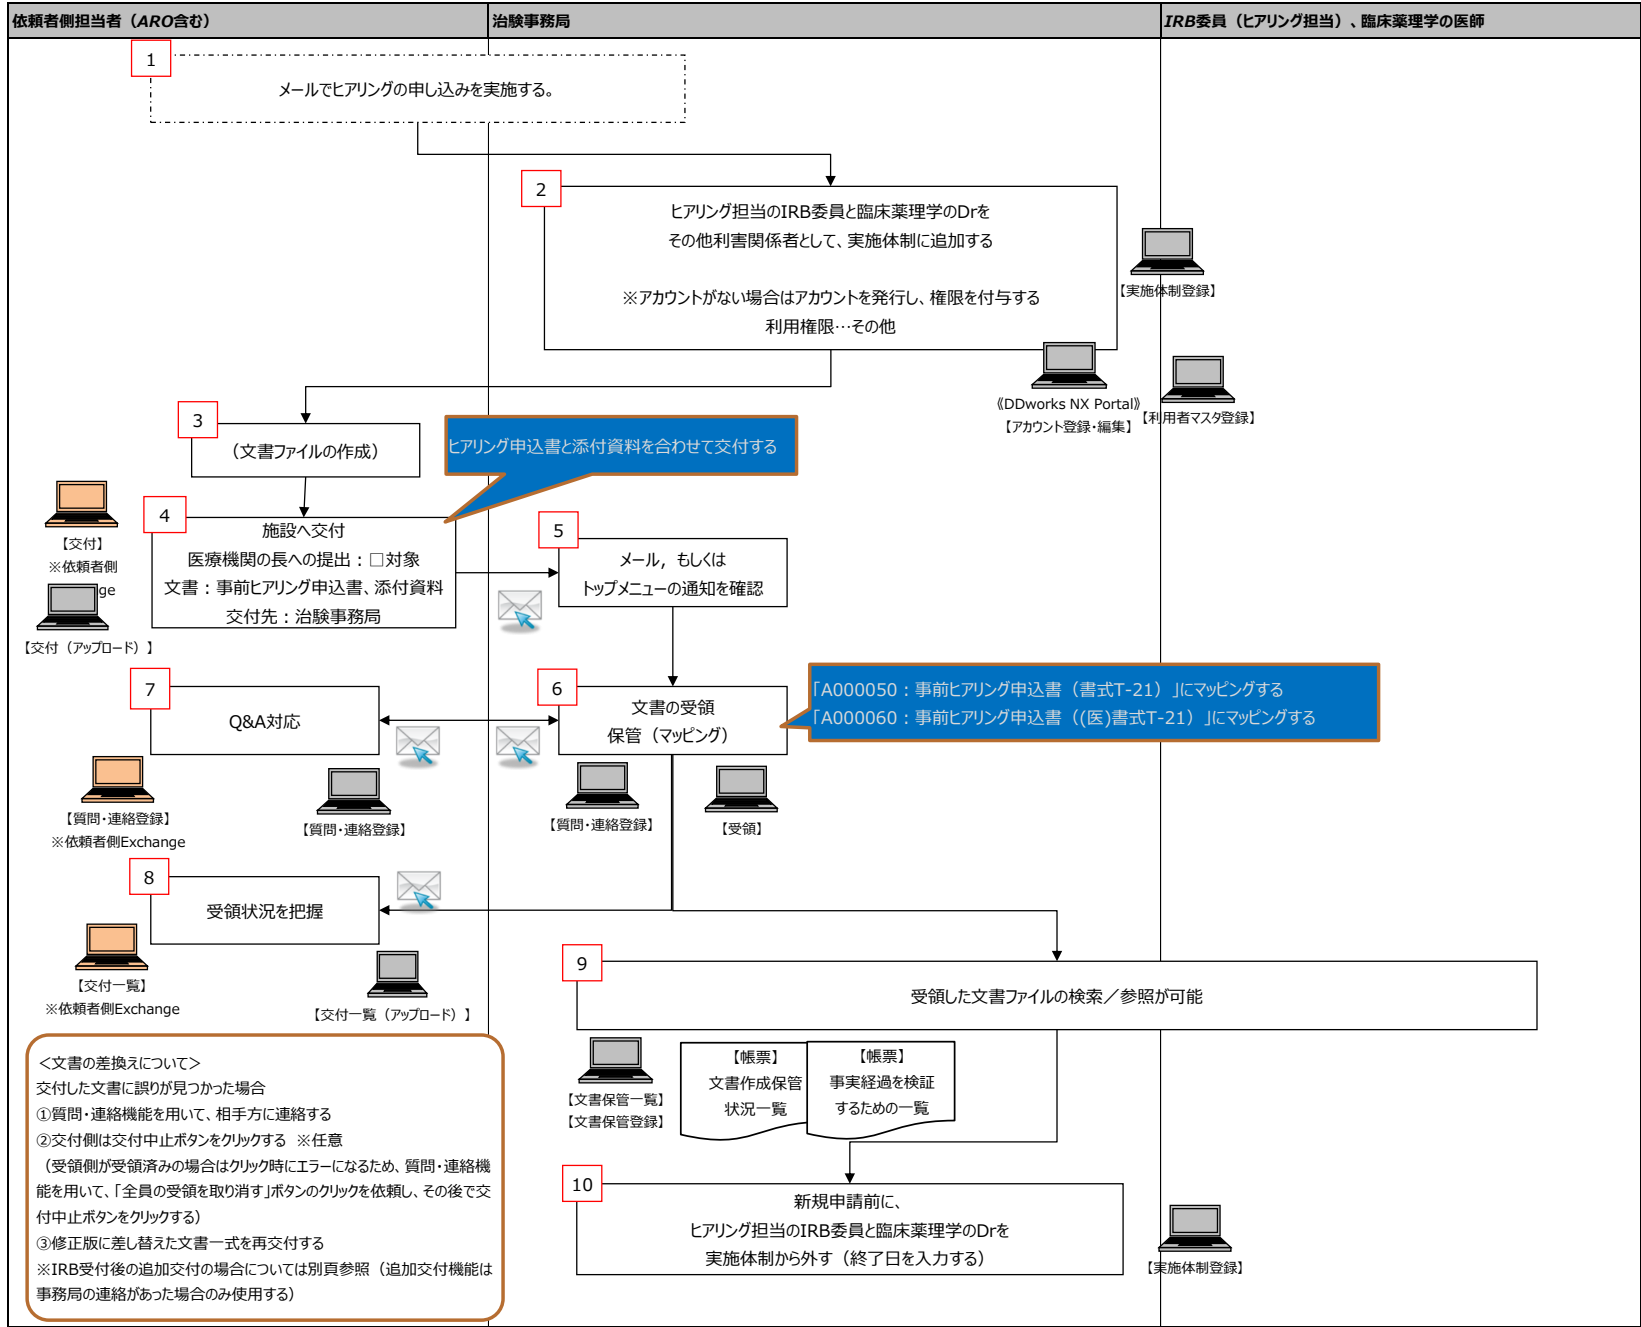 依頼者側担当者（ARO含む）
治験事務局
IRB委員（ヒアリング担当）、臨床薬理学の医師
1
メールでヒアリングの申し込みを実施する。
2
ヒアリング担当のIRB委員と臨床薬理学のDrを
その他利害関係者として、実施体制に追加する
※アカウントがない場合はアカウントを発行し、権限を付与する
利用権限…その他
【実施体制登録】
《DDworks NX Portal》
【アカウント登録・編集】
【利用者マスタ登録】
3
（文書ファイルの作成）
ヒアリング申込書と添付資料を合わせて交付する
4
施設へ交付
医療機関の長への提出：□対象
文書：事前ヒアリング申込書、添付資料
交付先：治験事務局
【交付】
※依頼者側
ge
【交付（アップロード）】
5
メール，もしくは
トップメニューの通知を確認
6
文書の受領
保管（マッピング）
「A000050：事前ヒアリング申込書（書式T-21）」にマッピングする
「A000060：事前ヒアリング申込書（(医)書式T-21）」にマッピングする
【質問・連絡登録】
【受領】
7
Q&A対応
【質問・連絡登録】
※依頼者側Exchange
【質問・連絡登録】
8
受領状況を把握
【交付一覧】
※依頼者側Exchange
【交付一覧（アップロード）】
9
受領した文書ファイルの検索／参照が可能
【文書保管一覧】
【文書保管登録】
【帳票】
文書作成保管
状況一覧
【帳票】
事実経過を検証
するための一覧
10
新規申請前に、
ヒアリング担当のIRB委員と臨床薬理学のDrを
実施体制から外す（終了日を入力する）
【実施体制登録】
＜文書の差換えについて＞
交付した文書に誤りが見つかった場合
①質問・連絡機能を用いて、相手方に連絡する
②交付側は交付中止ボタンをクリックする　※任意
（受領側が受領済みの場合はクリック時にエラーになるため、質問・連絡機
能を用いて、「全員の受領を取り消す」ボタンのクリックを依頼し、その後で交
付中止ボタンをクリックする）
③修正版に差し替えた文書一式を再交付する
※IRB受付後の追加交付の場合については別頁参照（追加交付機能は
事務局の連絡があった場合のみ使用する）